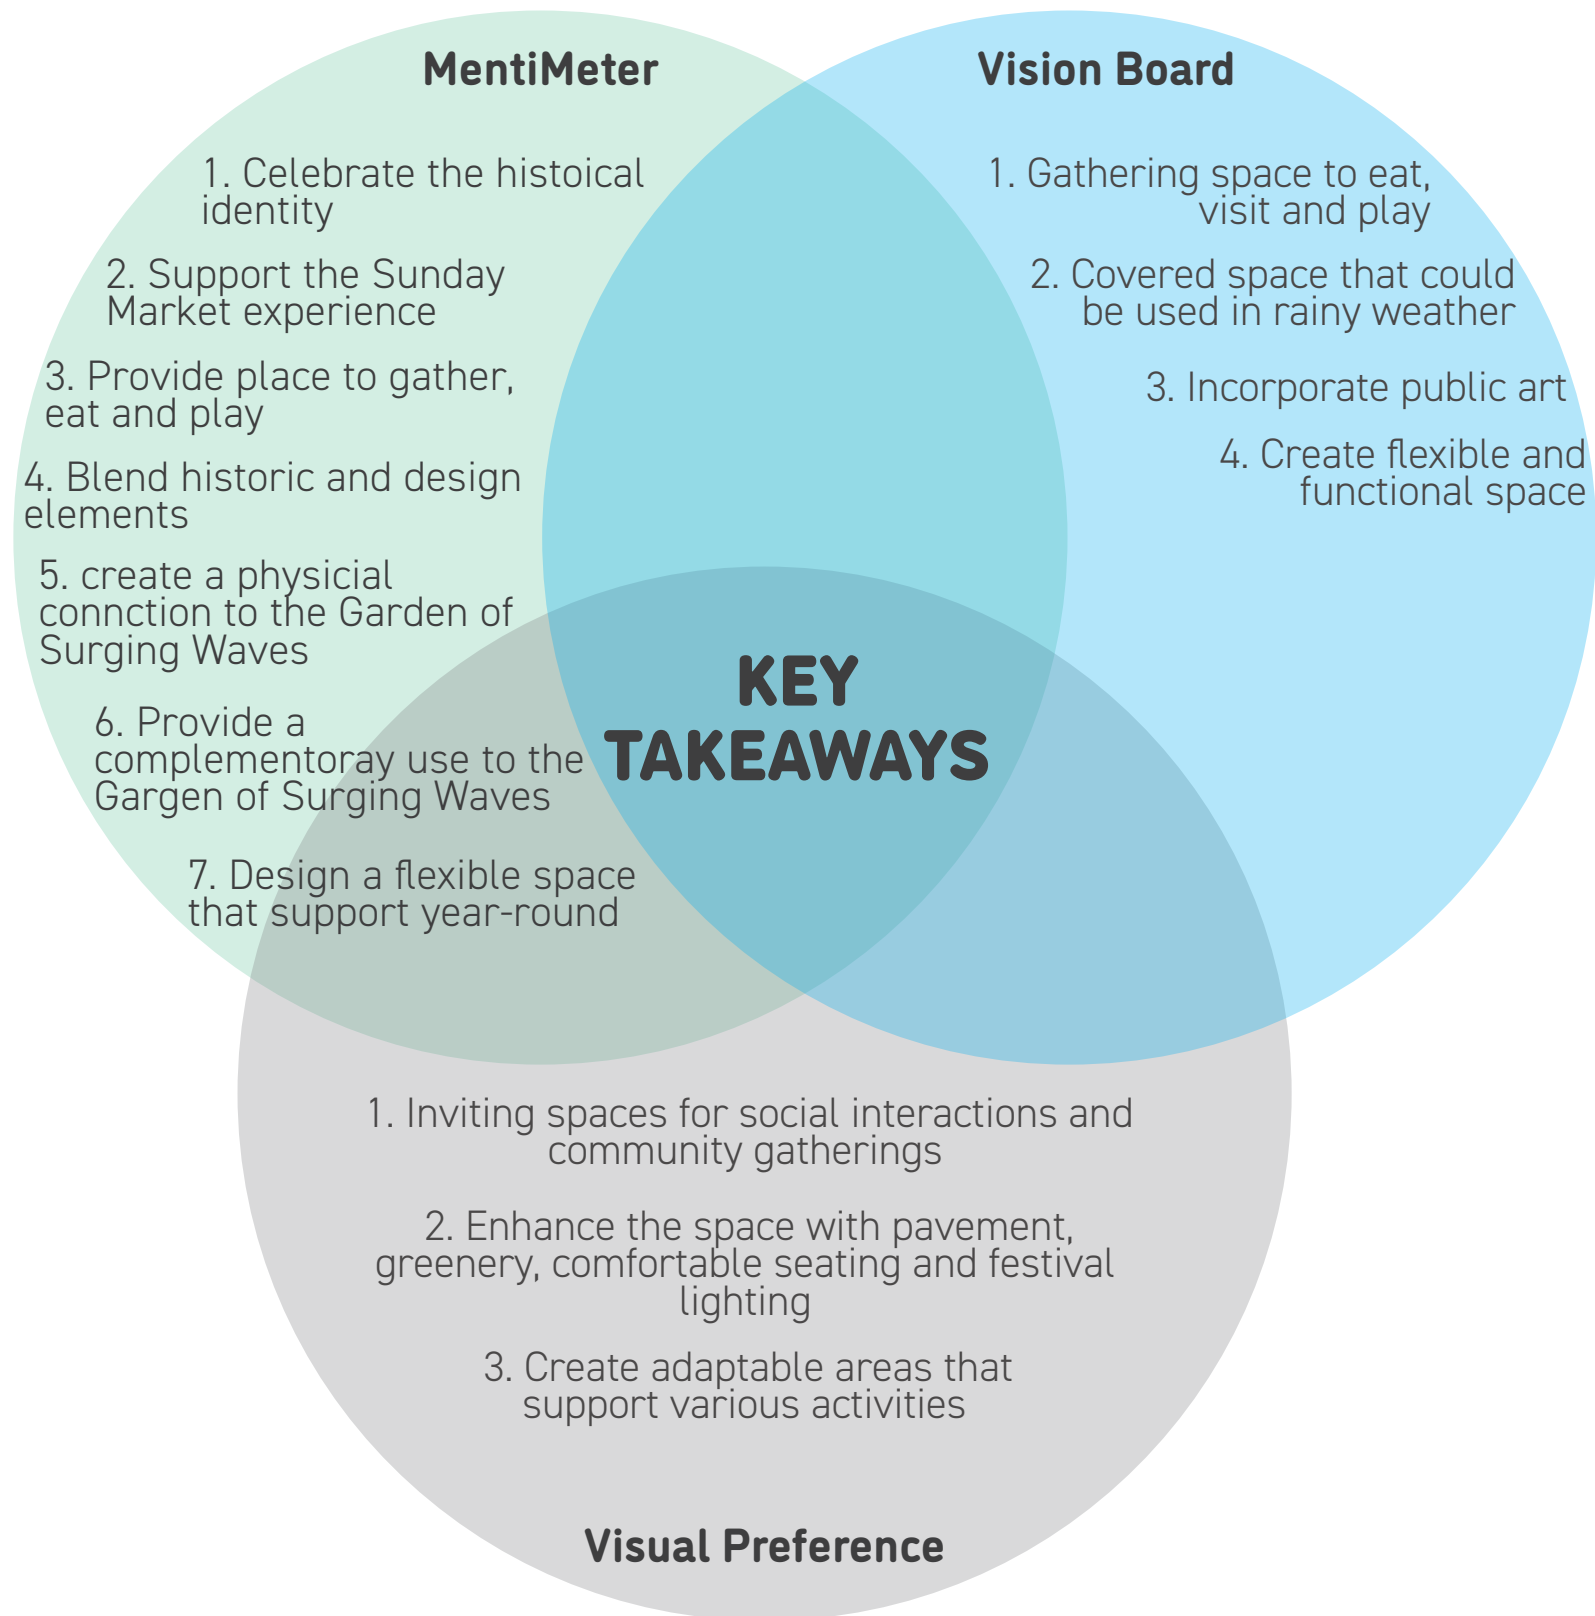 MentiMeter
1. Celebrate the histoical
identity
2. Support the Sunday
Market experience
3. Provide place to gather,
eat and play
4. Blend historic and design
elements
5. create a physicial
connction to the Garden of
Surging Waves
6. Provide a
complementoray use to the
Gargen of Surging Waves
7. Design a flexible space
that support year-round
Vision Board
1. Gathering space to eat,
visit and play
2. Covered space that could
be used in rainy weather
3. Incorporate public art
4. Create flexible and
functional space
KEY
TAKEAWAYS
1. Inviting spaces for social interactions and
community gatherings
2. Enhance the space with pavement,
greenery, comfortable seating and festival
lighting
3. Create adaptable areas that
support various activities
Visual Preference